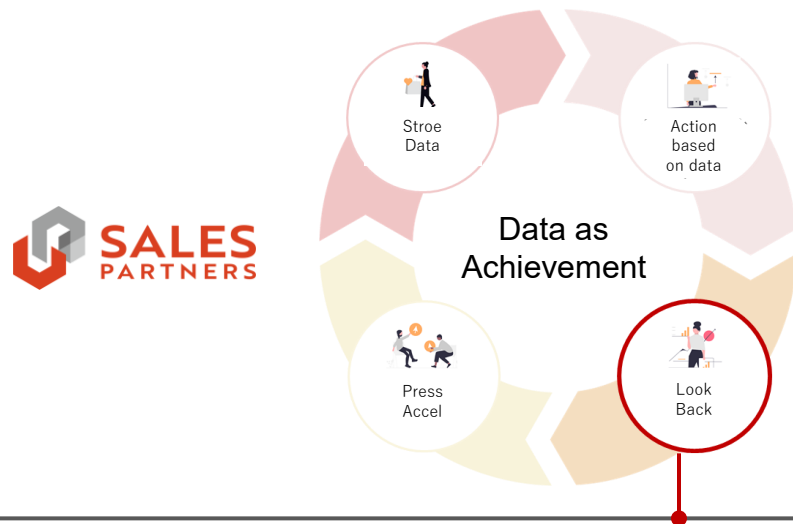 Stroe
Data
Action
based
on data
SALES
PARTNERS
Data as
Achievement
Press
Accel
Look
Back